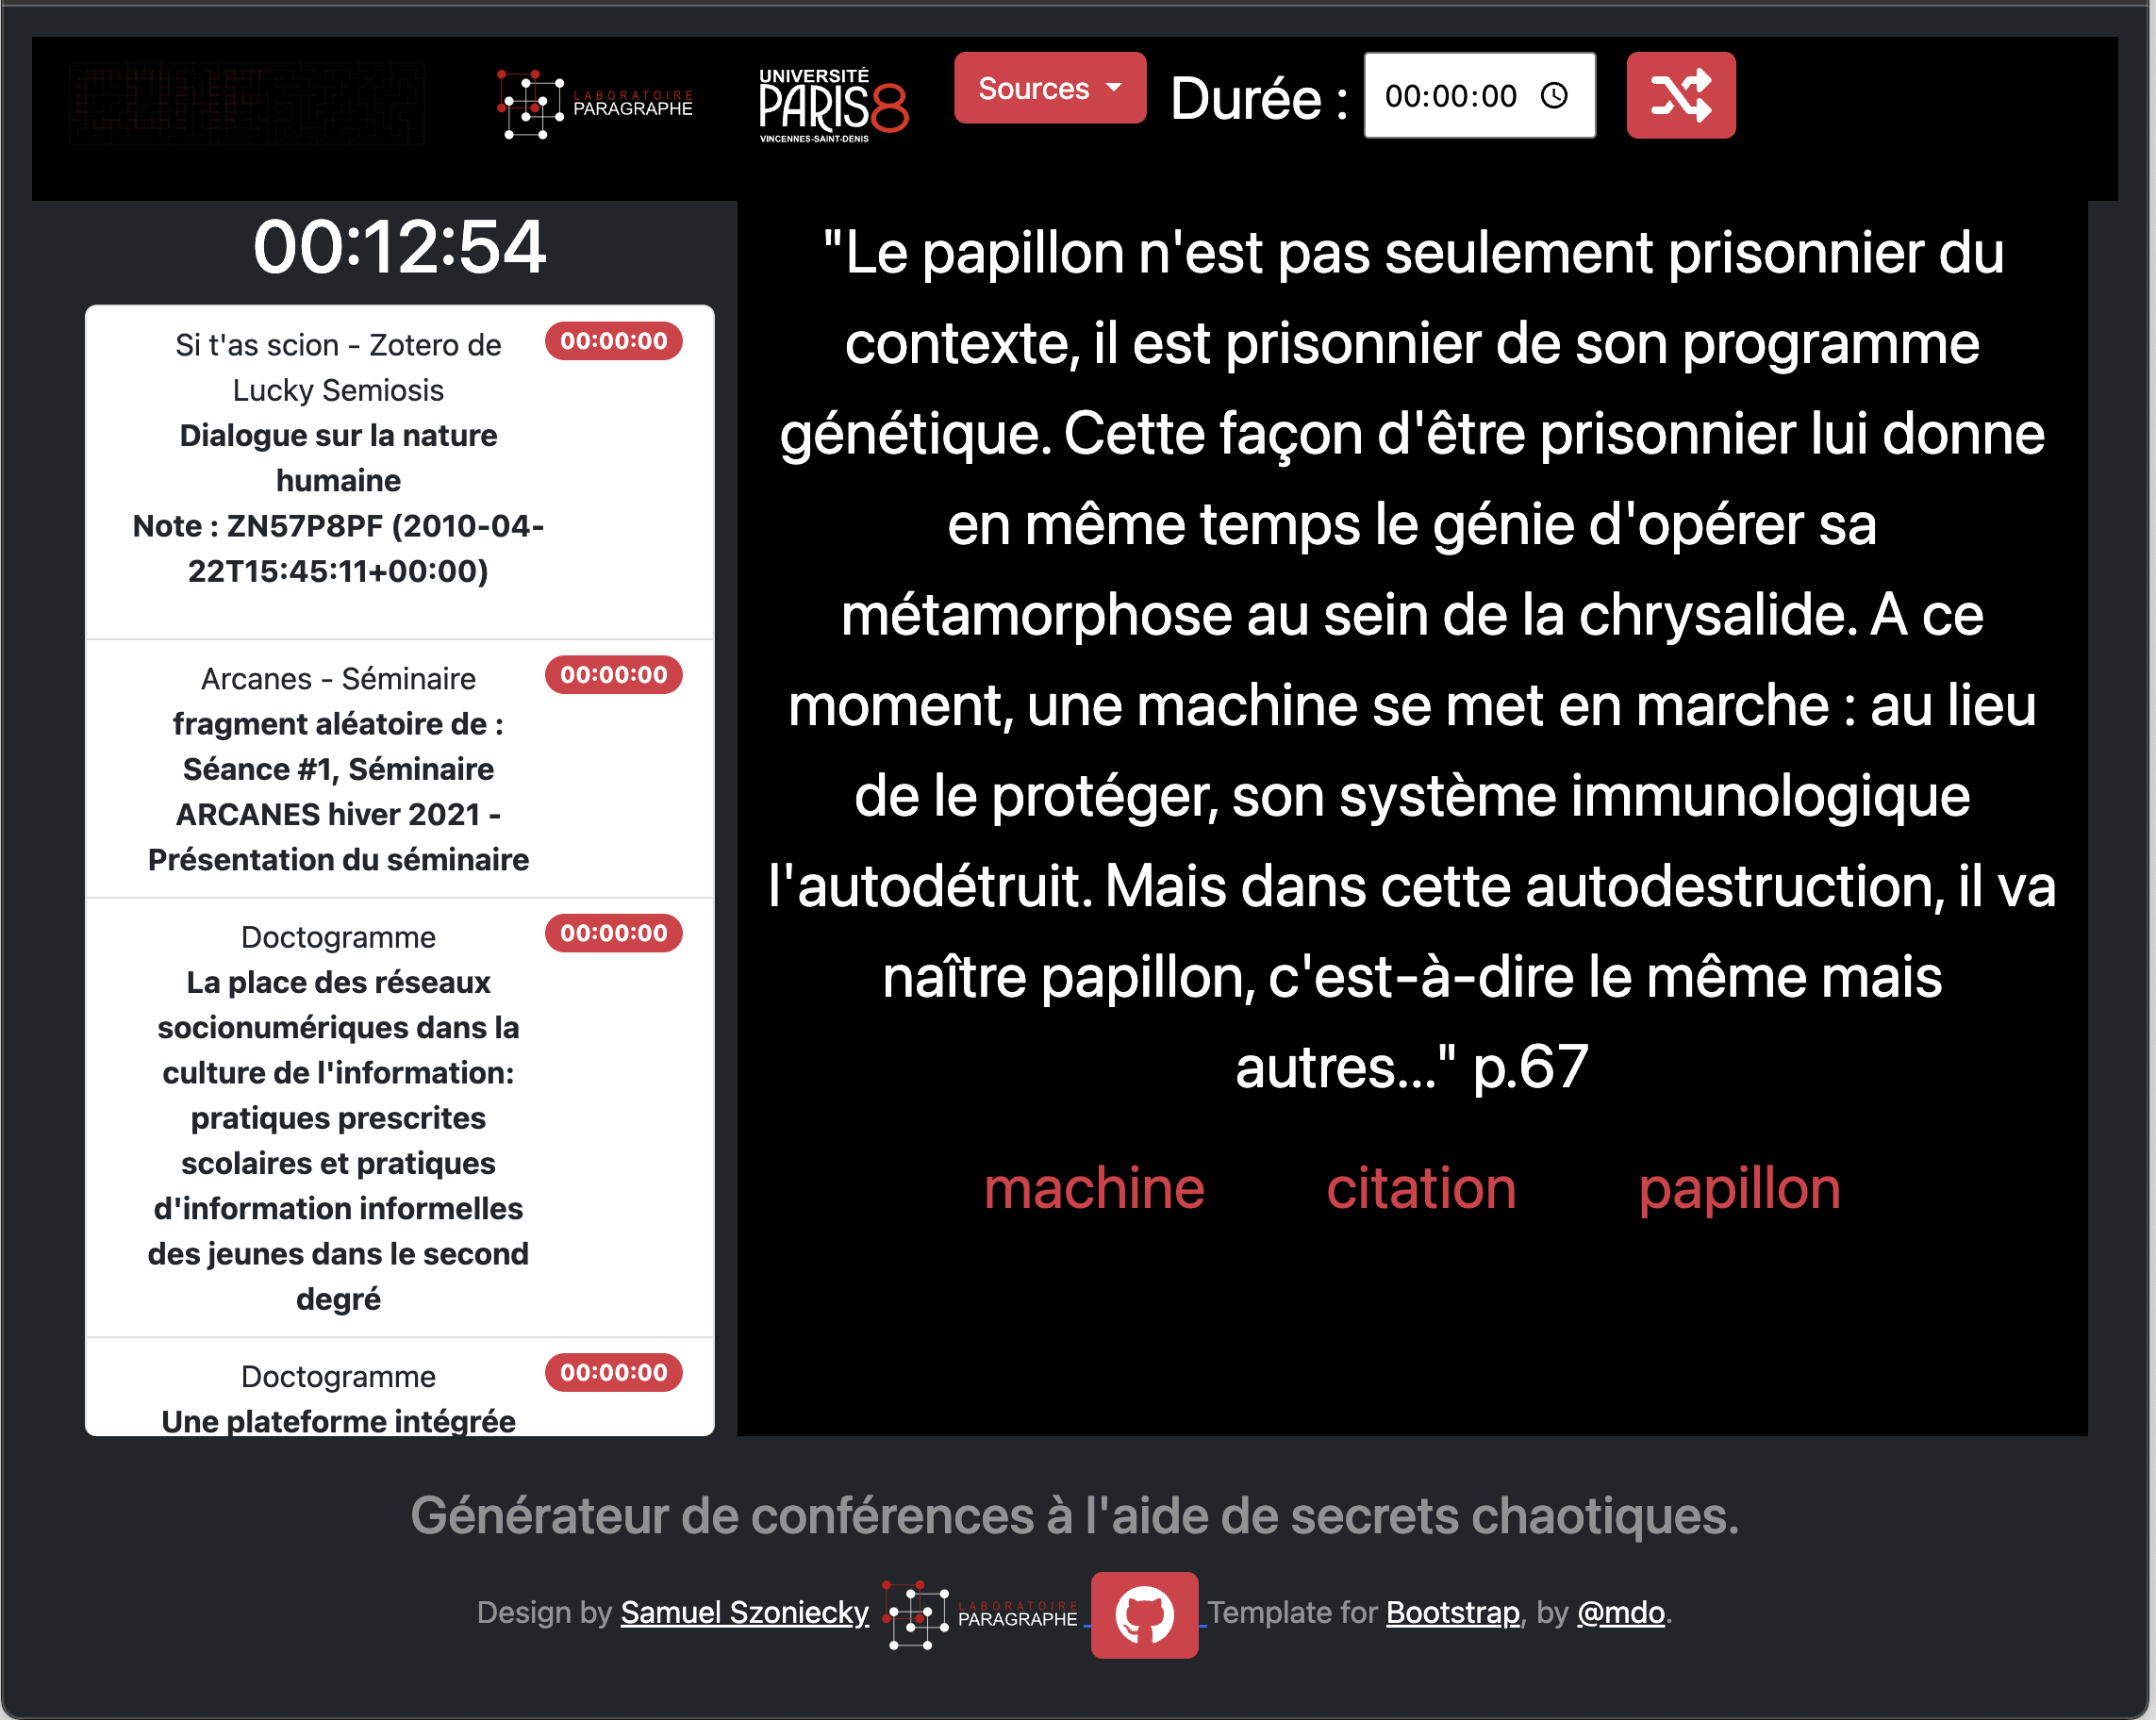 LABORATOIRE
PARAGRAPHE
UNIVERSITÉ
PARIS8
VINCENNES-SAINT-DENIS
Sources
Durée :
00:00:00
00:12:54
Si t'as scion - Zotero de
Lucky Semiosis
Dialogue sur la nature
humaine
Note : ZN57P8PF (2010-04-
22T15:45:11+00:00)
00:00:00
Arcanes - Séminaire
fragment aléatoire de :
Séance #1, Séminaire
ARCANES hiver 2021 -
Présentation du séminaire
00:00:00
Doctogramme
La place des réseaux
socionumériques dans la
culture de l'information:
pratiques prescrites
scolaires et pratiques
d'information informelles
des jeunes dans le second
degré
00:00:00
Doctogramme
Une plateforme intégrée
00:00:00
"Le papillon n'est pas seulement prisonnier du
contexte, il est prisonnier de son programme
génétique. Cette façon d'être prisonnier lui donne
en même temps le génie d'opérer sa
métamorphose au sein de la chrysalide. A ce
moment, une machine se met en marche : au lieu
de le protéger, son système immunologique
l'autodétruit. Mais dans cette autodestruction, il va
naître papillon, c'est-à-dire le même mais
autres..." p.67
machine citation papillon
Générateur de conférences à l'aide de secrets chaotiques.
Design by Samuel Szoniecky LABORATOIRE PARAGRAPHE Template for Bootstrap, by @mdo.